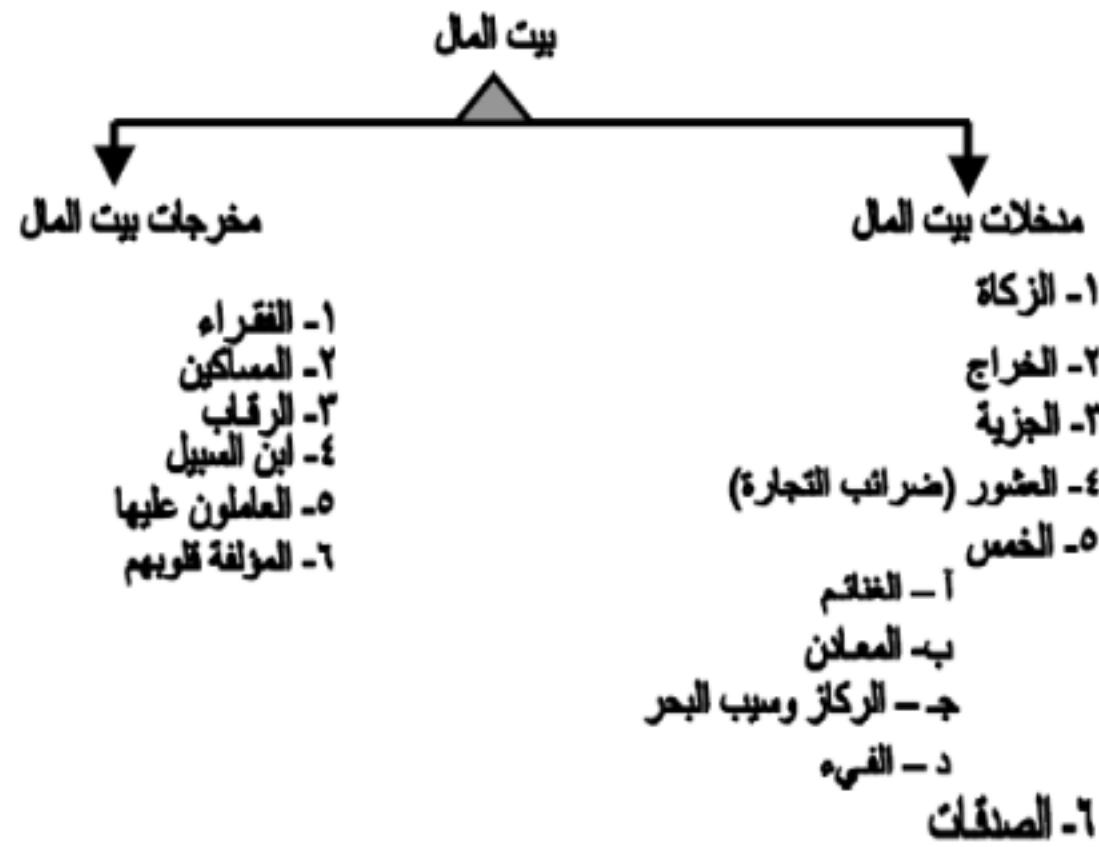 بيت المال
مدخلات بيت المال
١- الزكاة
٢- الخراج
٣- الجزية
٤- العشور (ضرائب التجارة)
٥- الخمس
آ – الغنائم
ب- المعادن
جـ – الركاز وسيب البحر
د – الفيء
٦- الصدقات
مخرجات بيت المال
١- الفقراء
٢- المساكين
٣- الرقاب
٤- ابن السبيل
٥- العاملون عليها
٦- المؤلفة قلوبهم